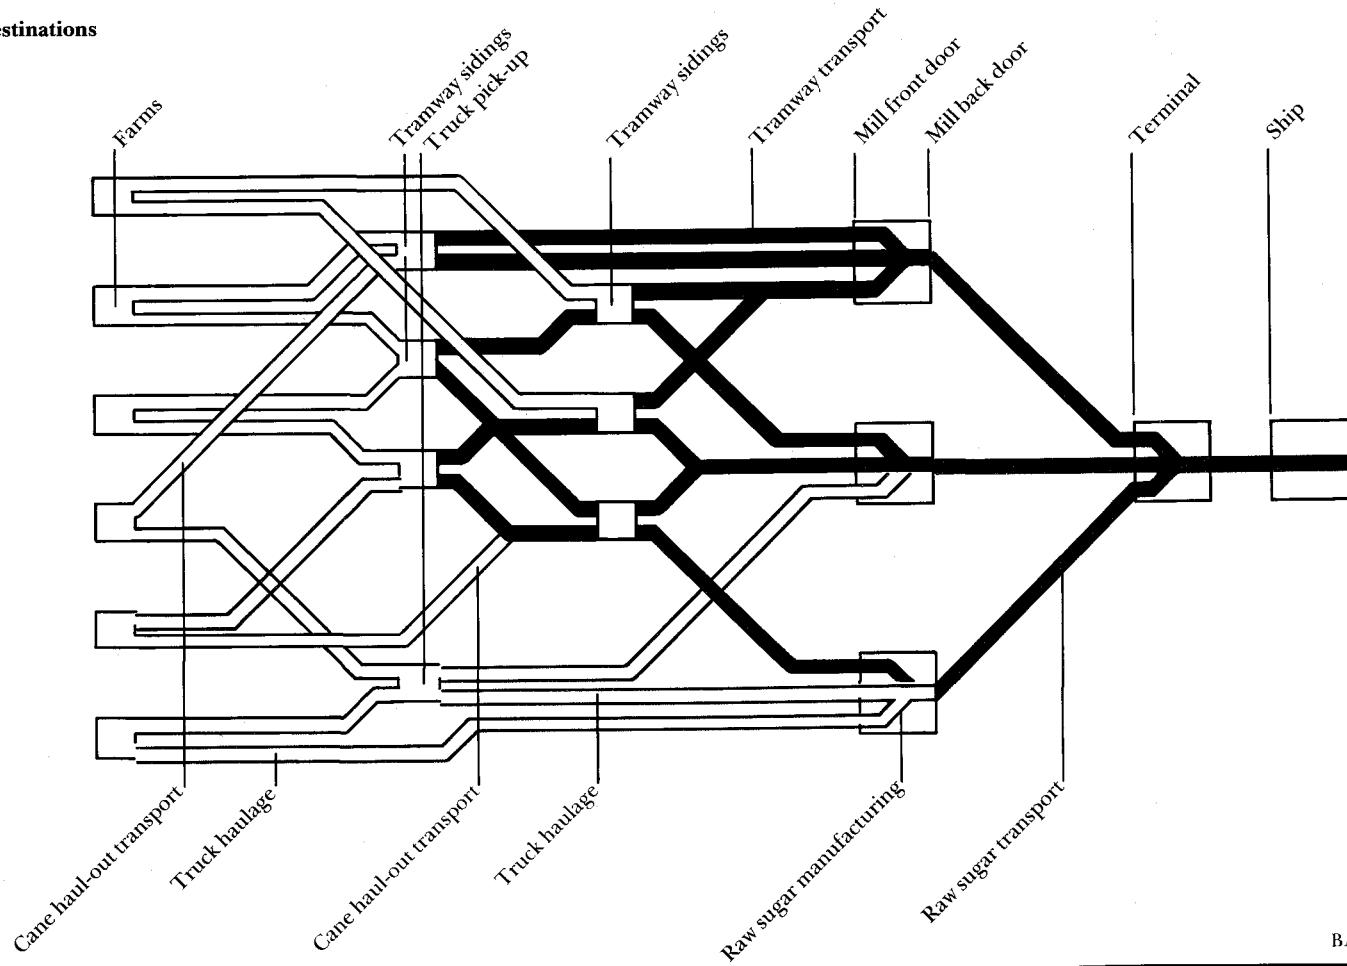 estinations
Farms
Tramway sidings
Truck pick-up
Tramway sidings
Tramway transport
Mill front door
Mill back door
Terminal
Ship
Cane haul-out transport
Truck haulage
Cane haul-out transport
Truck haulage
Raw sugar manufacturing
Raw sugar transport